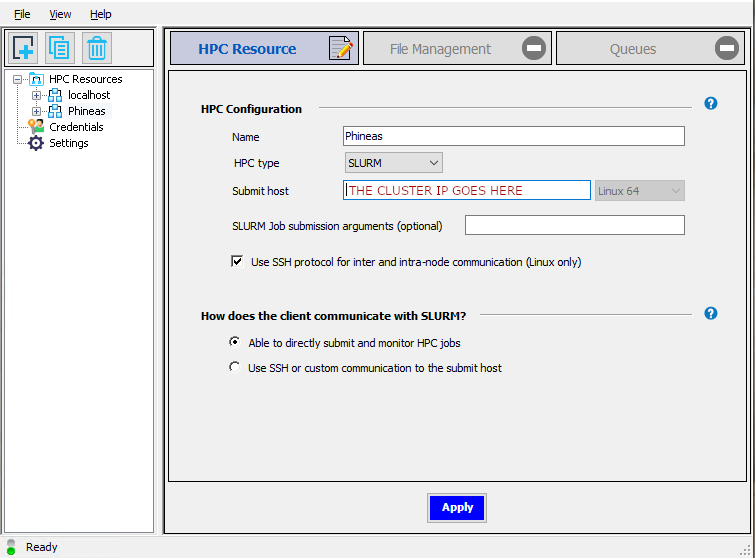 File View Help
HPC Resource File Management Queues
HPC Resources
localhost
Phineas
Credentials
Settings
HPC Configuration
Name Phineas
HPC type SLURM
Submit host THE CLUSTER IP GOES HERE Linux 64
SLURM Job submission arguments (optional)
Use SSH protocol for inter and intra-node communication (Linux only)
How does the client communicate with SLURM?
Able to directly submit and monitor HPC jobs
Use SSH or custom communication to the submit host
Apply
Ready